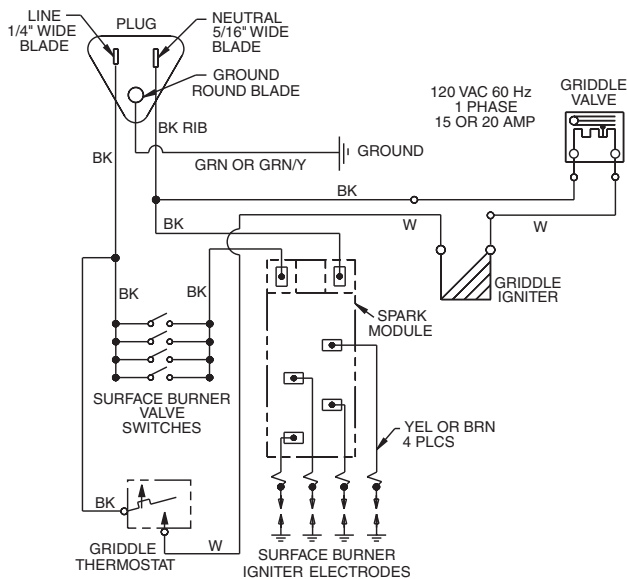 LINE
1/4" WIDE
BLADE
PLUG
NEUTRAL
5/16" WIDE
BLADE
GROUND
ROUND BLADE
120 VAC 60 Hz
1 PHASE
15 OR 20 AMP
GRIDDLE
VALVE
BK RIB
BK
GRN OR GRN/Y
GROUND
BK
BK
W
W
GRIDDLE
IGNITER
BK
BK
SPARK
MODULE
SURFACE BURNER
VALVE
SWITCHES
YEL OR BRN
4 PLCS
BK
GRIDDLE
THERMOSTAT
W
SURFACE BURNER
IGNITER ELECTRODES